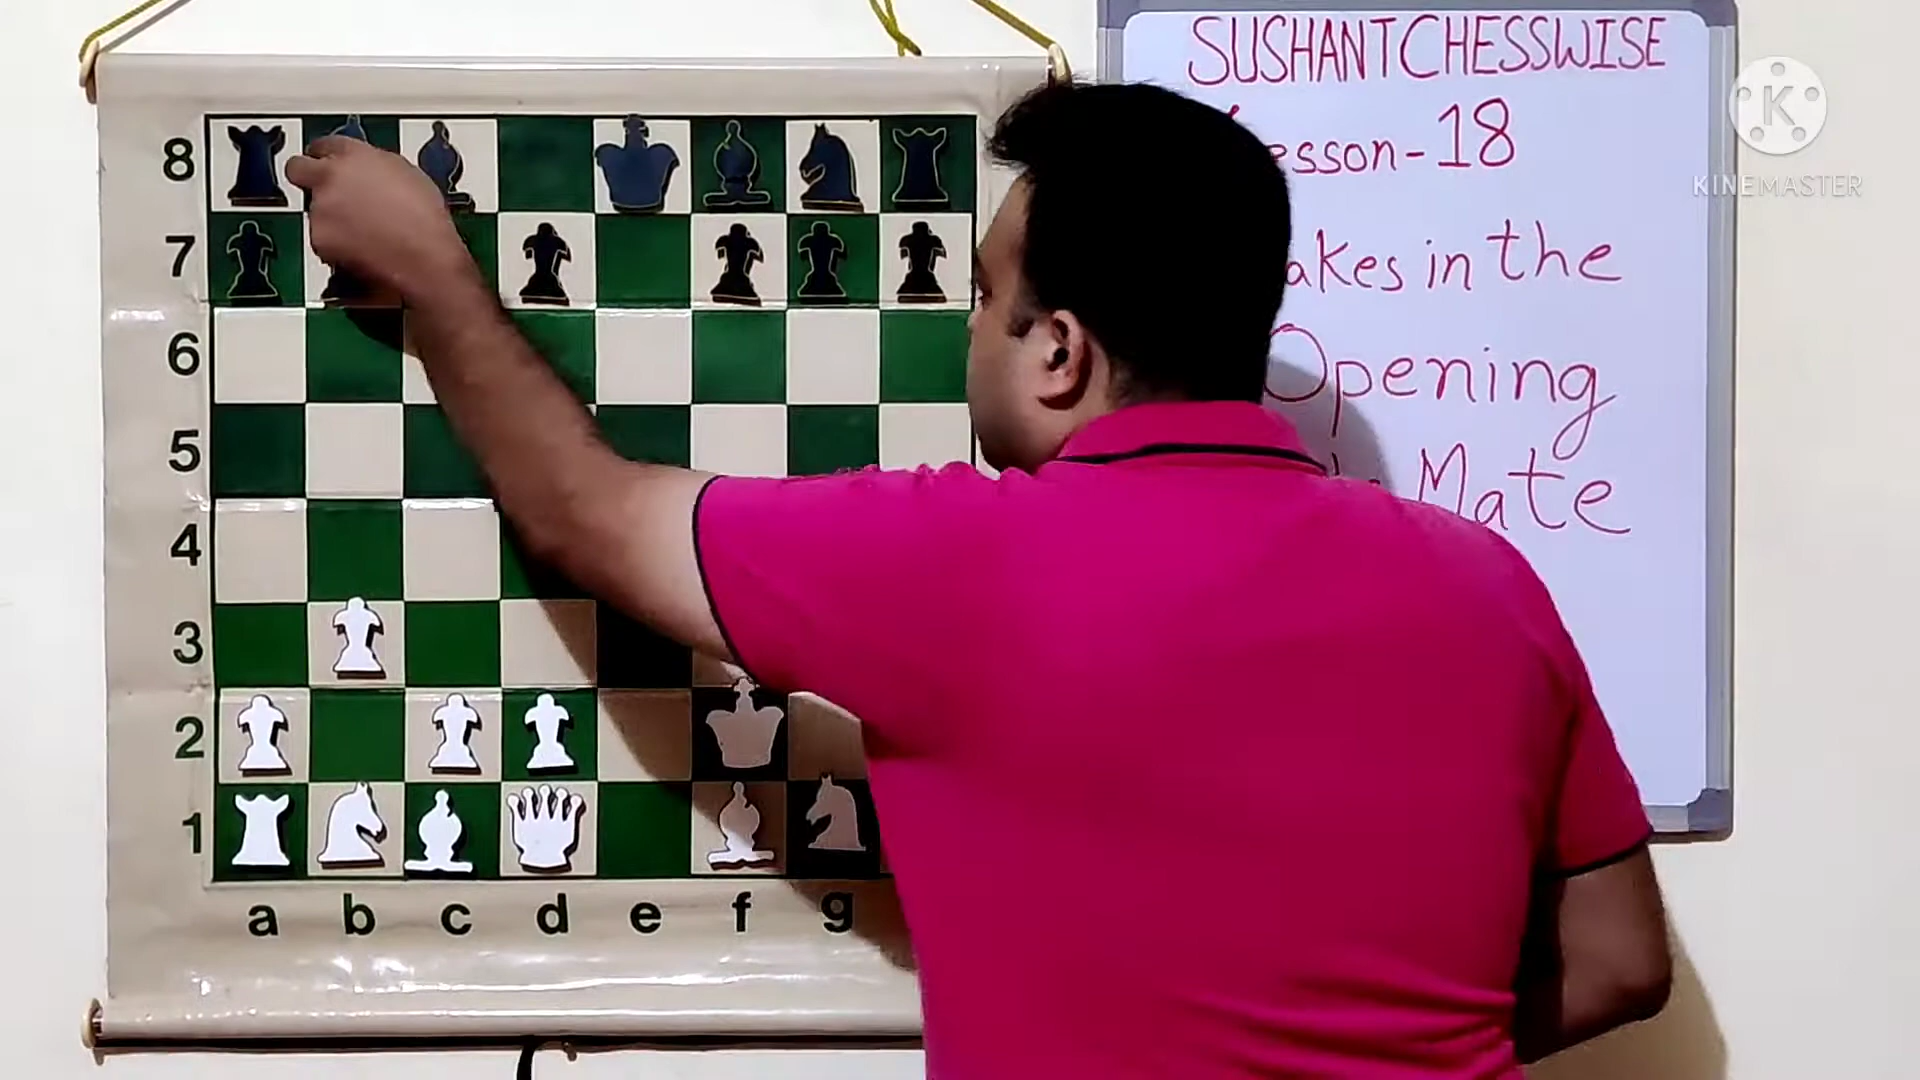 SUSHANTCHESSWISE
esson-18
akes in the
Opening
Mate
KINEMASTER
8
7
6
5
4
3
2
1
a b c d e f g